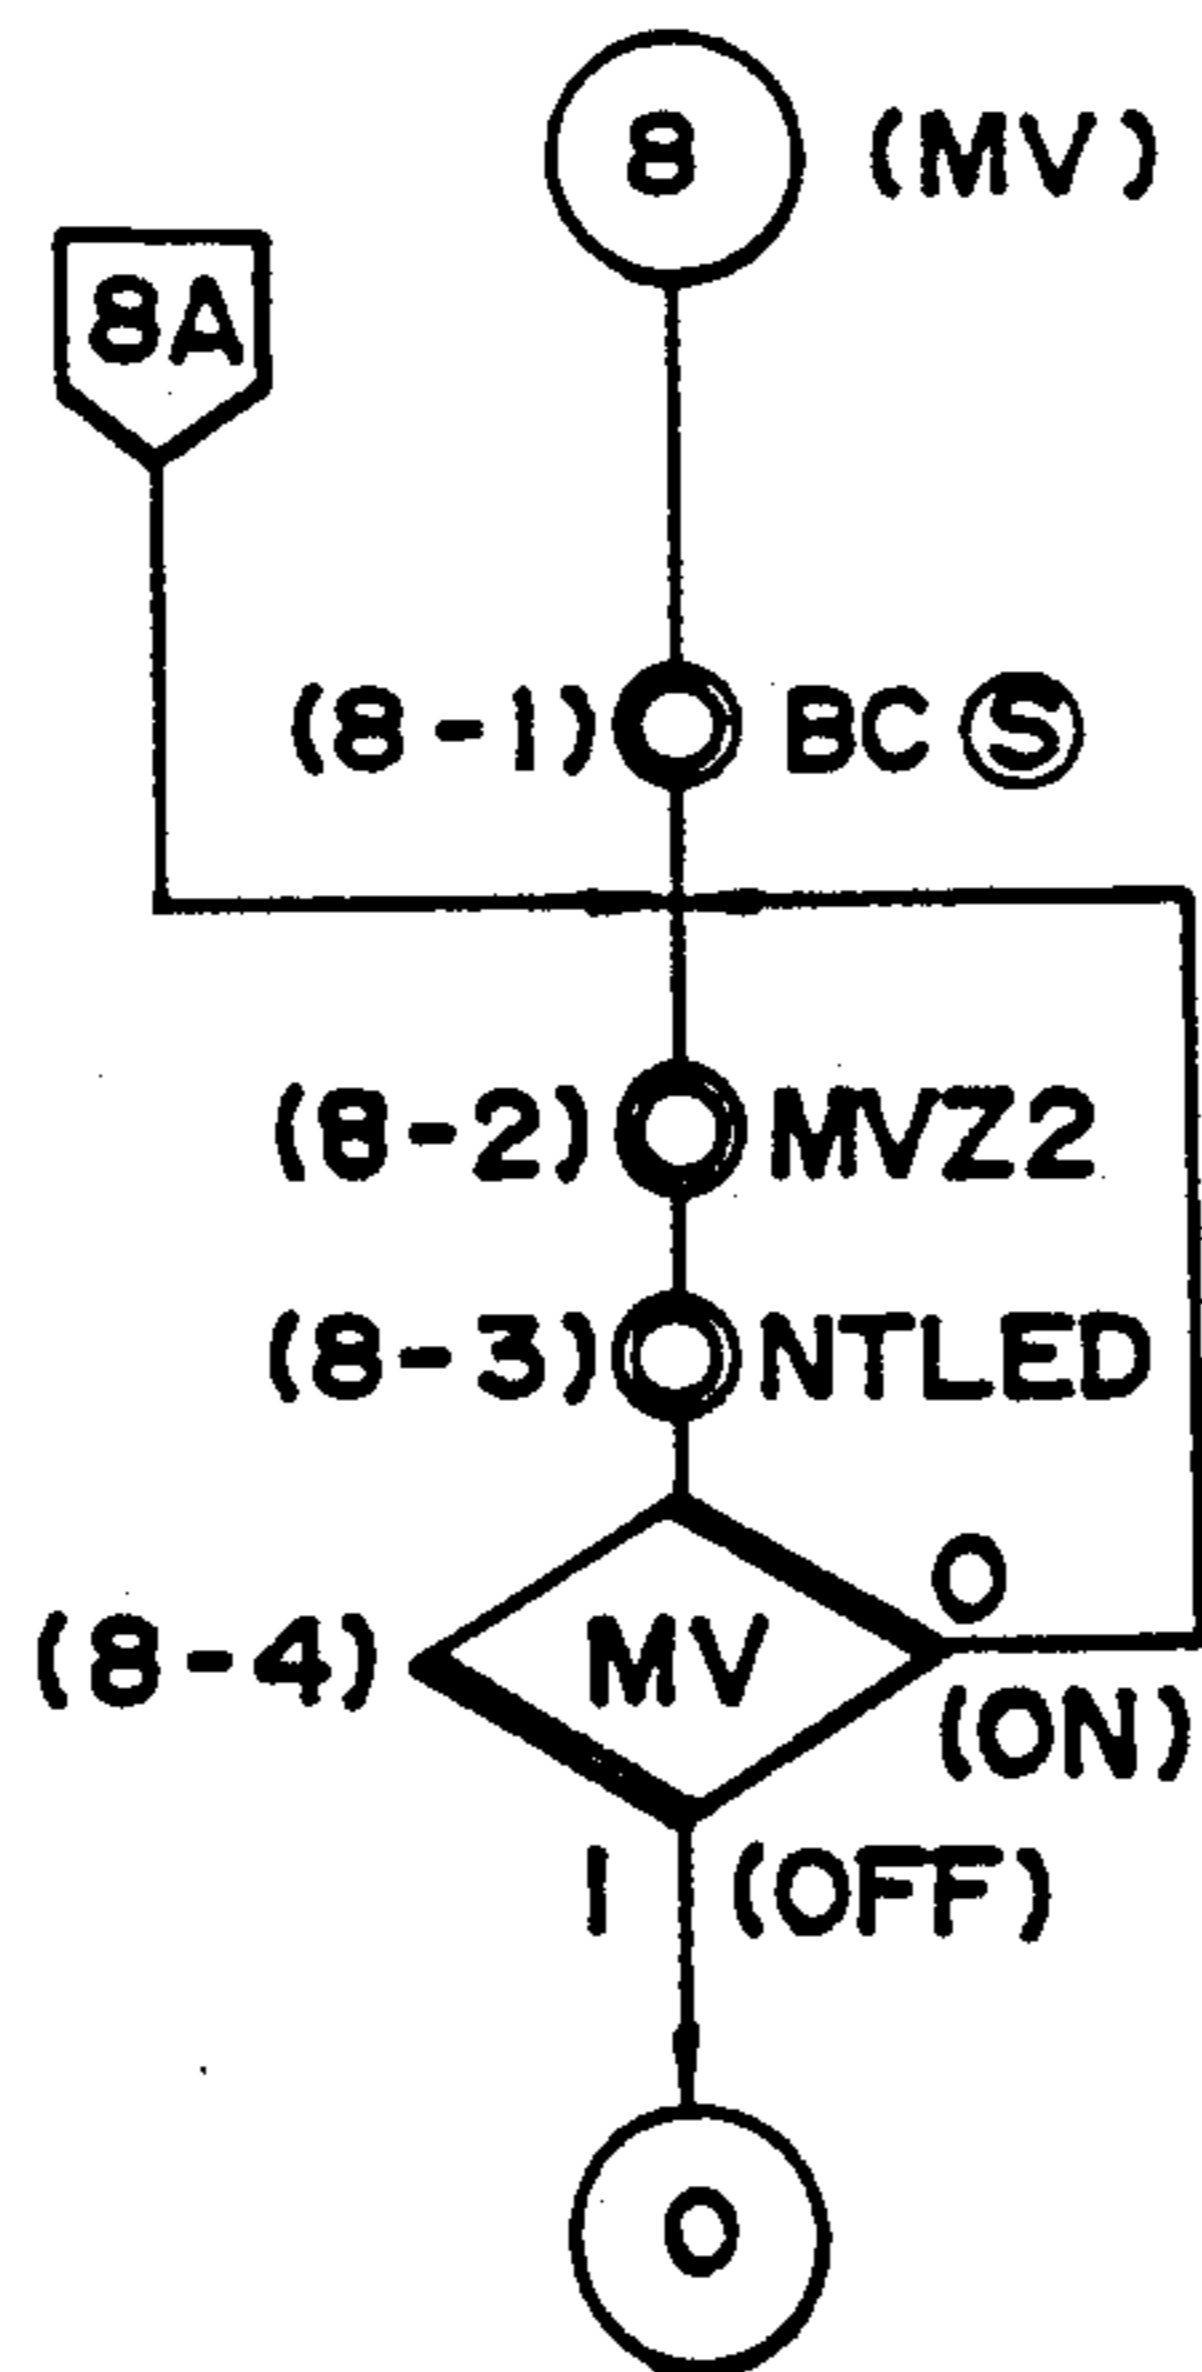 8 (MV)
8A
(8-1) BC Ⓢ
(8-2) MVZ2
(8-3) NTLED
(8-4) MV 0
(ON)
1 (OFF)
0